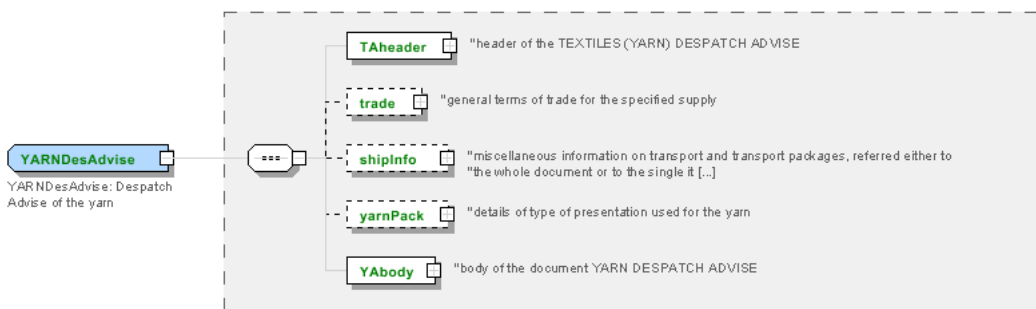 TAheader
"header of the TEXTILES (YARN) DESPATCH ADVISE
trade
"general terms of trade for the specified supply
YARNDesAdvise
shipInfo
"miscellaneous information on transport and transport packages, referred either to
"the whole document or to the single it [...]
YARNDesAdvise: Despatch
Advise of the yarn
yarnPack
"details of type of presentation used for the yarn
YAbody
"body of the document YARN DESPATCH ADVISE